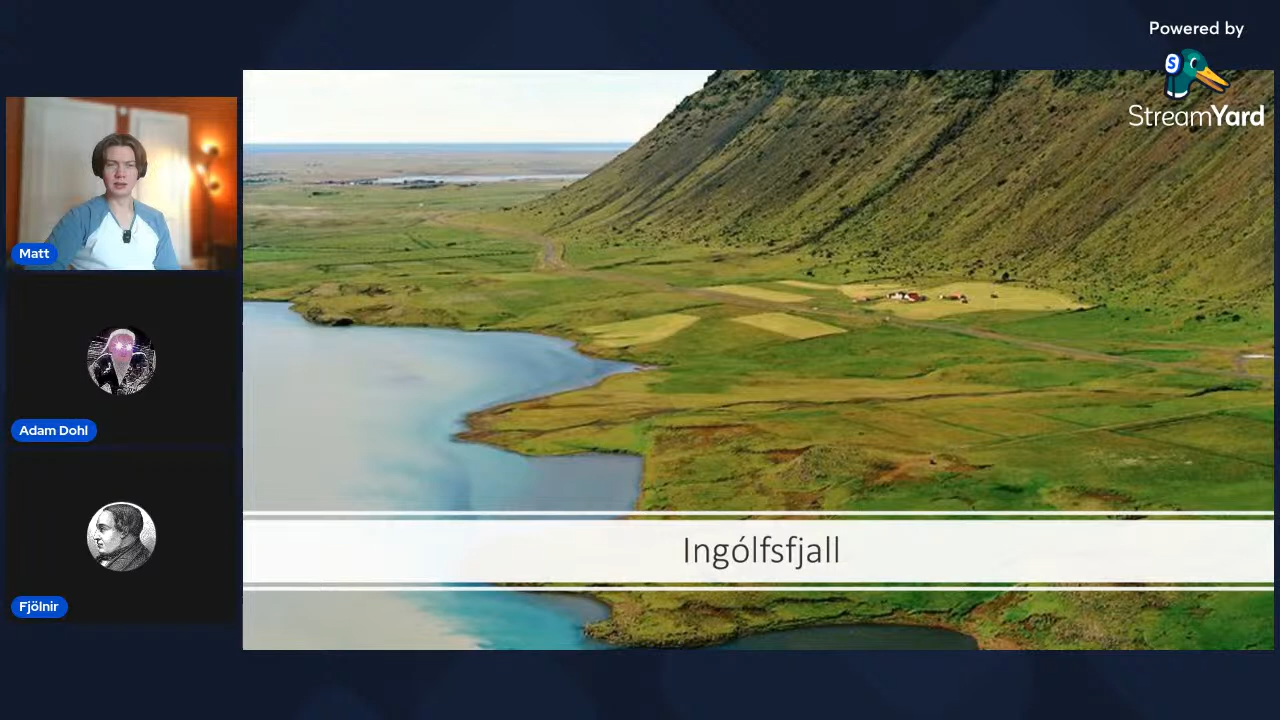 Powered by
StreamYard
Matt
Adam Dohl
Fjölnir
Ingólfsfjall